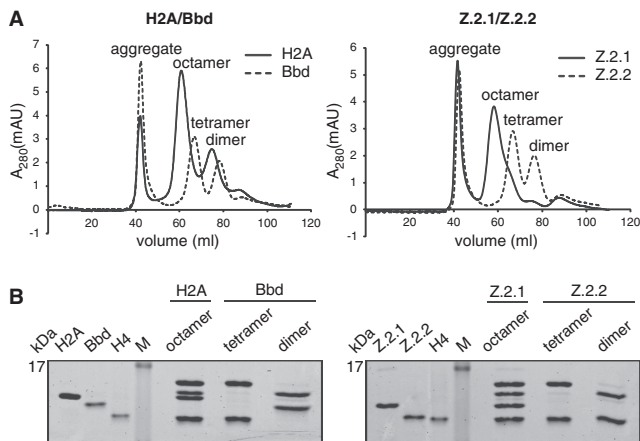 A
H2A/Bbd
Z.2.1/Z.2.2
7
6
5
4
3
2
1
0
-1
A280(mAU)
aggregate
octamer
tetramer
dimer
H2A
Bbd
0 20 40 60 80 100 120
volume (ml)
6
5
4
3
2
1
0
-1
A280(mAU)
aggregate
octamer
tetramer
dimer
Z.2.1
Z.2.2
0 20 40 60 80 100 120
volume (ml)
B
kDa H2A Bbd H4 M
H2A Bbd
octamer tetramer dimer
17
kDa Z.2.1 Z.2.2 H4 M
Z.2.1 Z.2.2
octamer tetramer dimer
17